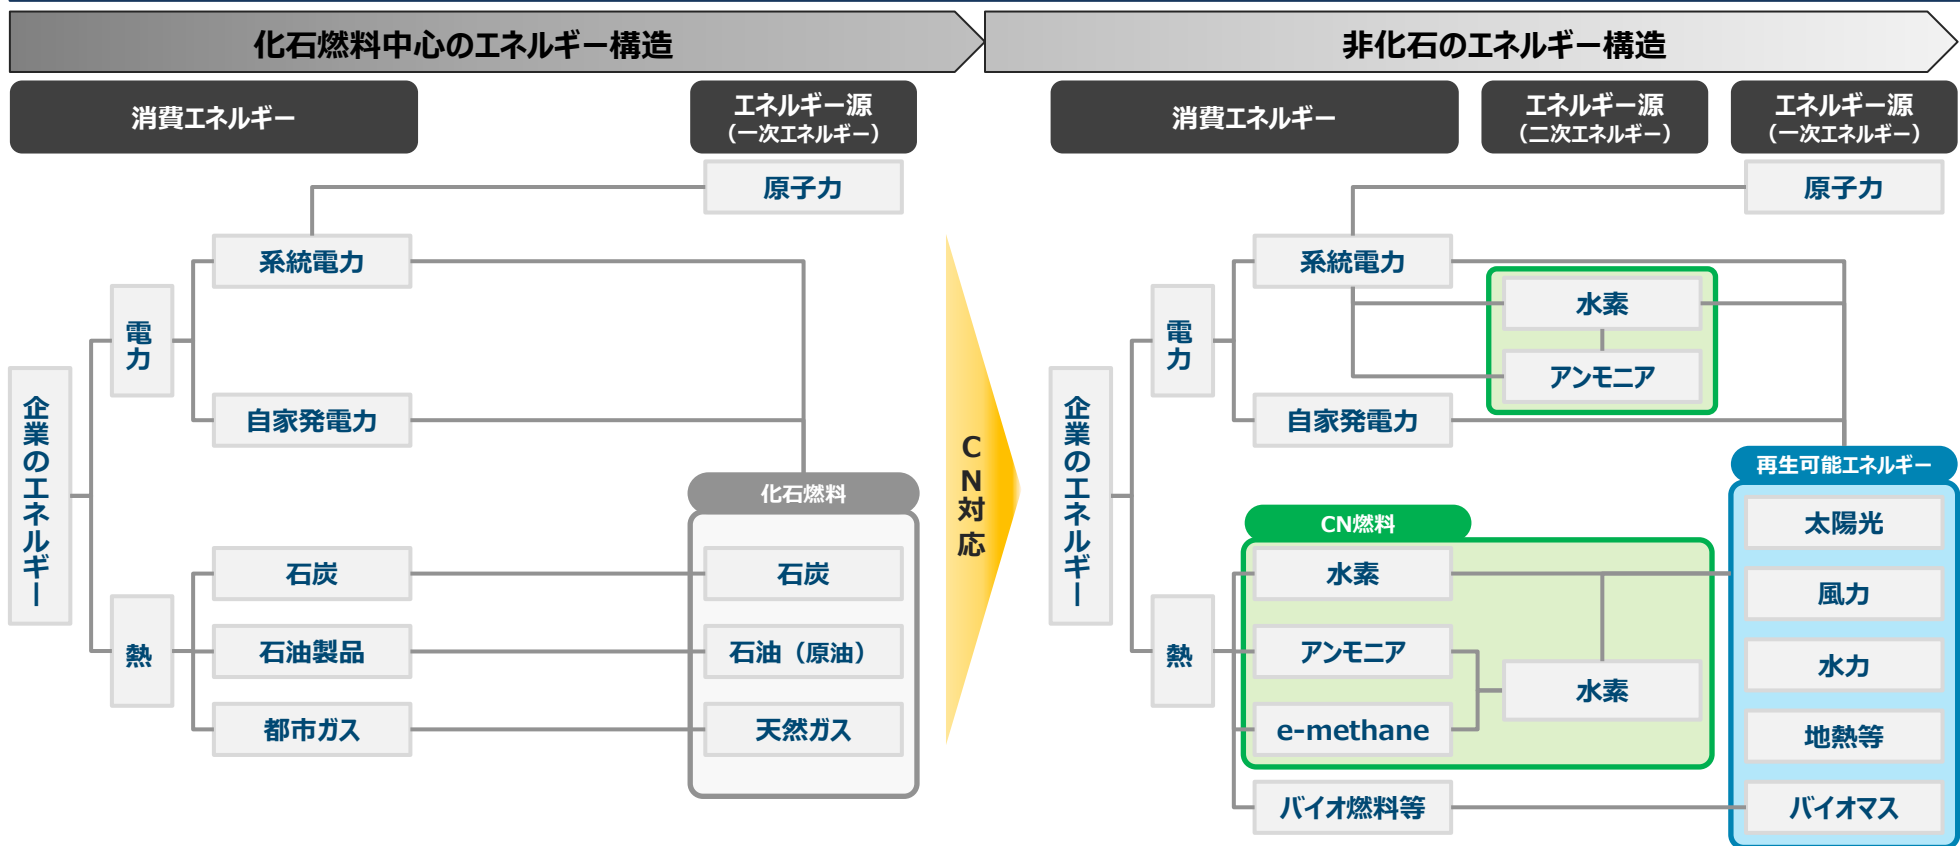 化石燃料中心のエネルギー構造
非化石のエネルギー構造
消費エネルギー
エネルギー源
（一次エネルギー）
原子力
系統電力
電力
自家発電力
企業のエネルギー
化石燃料
石炭
石炭
熱
石油製品
石油（原油）
都市ガス
天然ガス
CN対応
消費エネルギー
エネルギー源
（二次エネルギー）
エネルギー源
（一次エネルギー）
原子力
系統電力
水素
電力
アンモニア
自家発電力
企業のエネルギー
再生可能エネルギー
太陽光
CN燃料
水素
風力
熱
アンモニア
水素
水力
e-methane
地熱等
バイオ燃料等
バイオマス